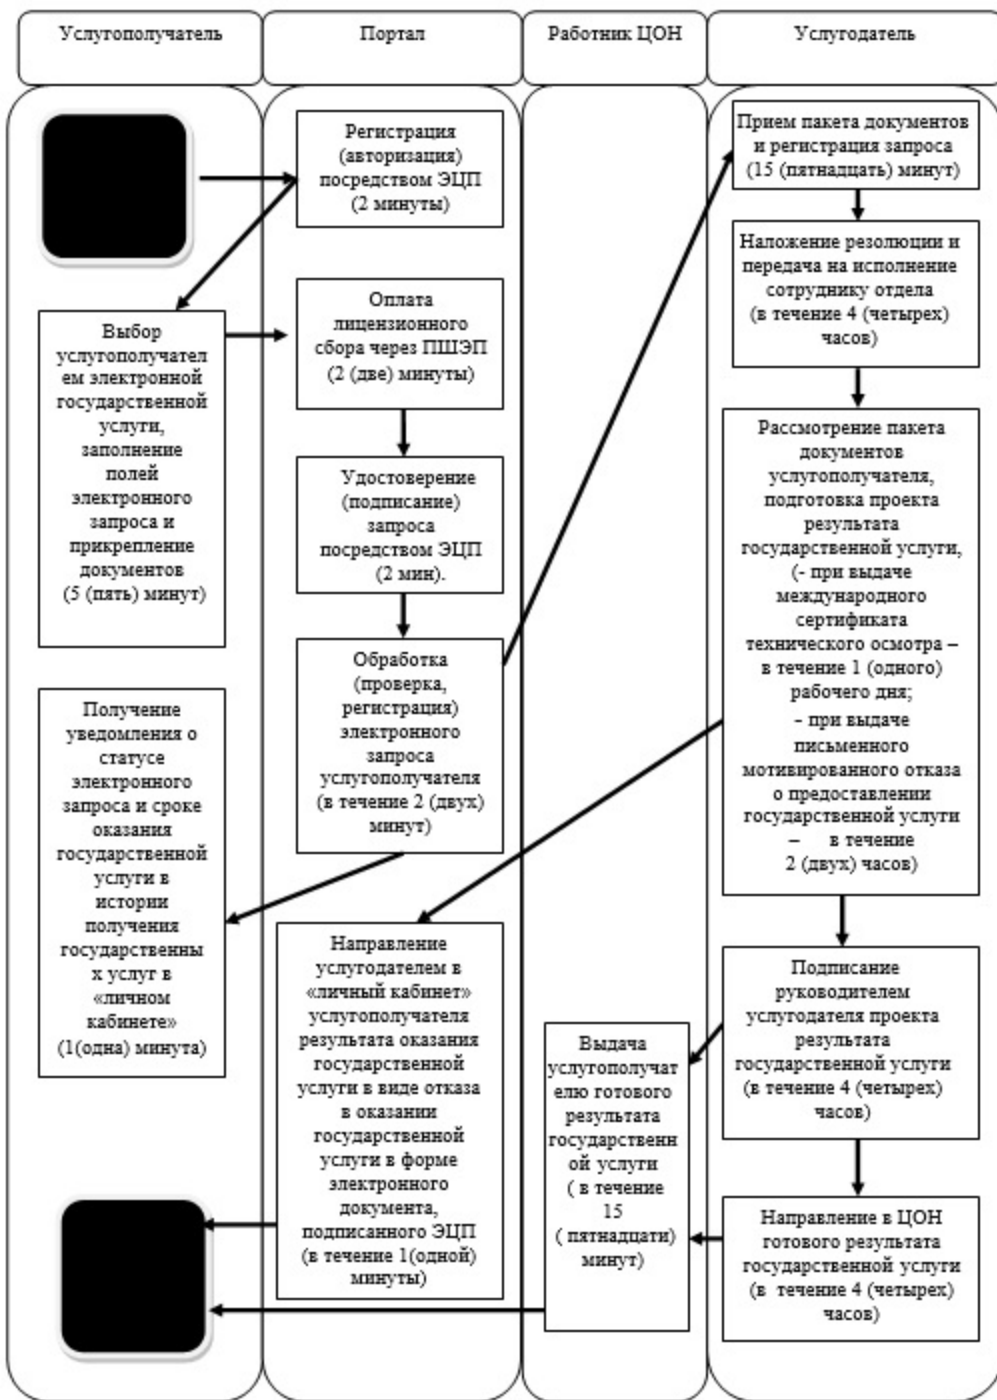 Услугополучатель
Портал
Работник ЦОН
Услугодатель
Регистрация
(авторизация)
посредством ЭЦП
(2 минуты)
Выбор
услугополучател
ем электронной
государственной
услуги,
заполнение
полей
электронного
запроса и
прикрепление
документов
(5 (пять) минут)
Оплата
лицензионного
сбора через ПШЭП
(2 (две) минуты)
Удостоверение
(подписание)
запроса
посредством ЭЦП
(2 мин).
Обработка
(проверка,
регистрация)
электронного
запроса
услугополучателя
(в течение 2 (двух)
минут)
Получение
уведомления о
статусе
электронного
запроса и сроке
оказания
государственной
услуги в
истории
получения
государственны
х услуг в
«личном
кабинете»
(1(одна) минута)
Прием пакета документов
и регистрация запроса
(15 (пятнадцать) минут)
Наложение резолюции и
передача на исполнение
сотруднику отдела
(в течение 4 (четырех)
часов)
Рассмотрение пакета
документов
услугополучателя,
подготовка проекта
результата
государственной услуги,
(- при выдаче
международного
сертификата
технического осмотра –
в течение 1 (одного)
рабочего дня;
- при выдаче
письменного
мотивированного отказа
о предоставлении
государственной услуги
– в течение
2 (двух) часов)
Направление
услугодателем в
«личный кабинет»
услугополучателя
результата оказания
государственной
услуги в виде отказа
в оказании
государственной
услуги в форме
электронного
документа,
подписанного ЭЦП
(в течение 1(одной)
минуты)
Подписание
руководителем
услугодателя проекта
результата
государственной услуги
(в течение 4 (четырех)
часов)
Выдача
услугополучат
елю готового
результата
государственн
ой услуги
( в течение
15
( пятнадцати)
минут)
Направление в ЦОН
готового результата
государственной услуги
(в течение 4 (четырех)
часов)